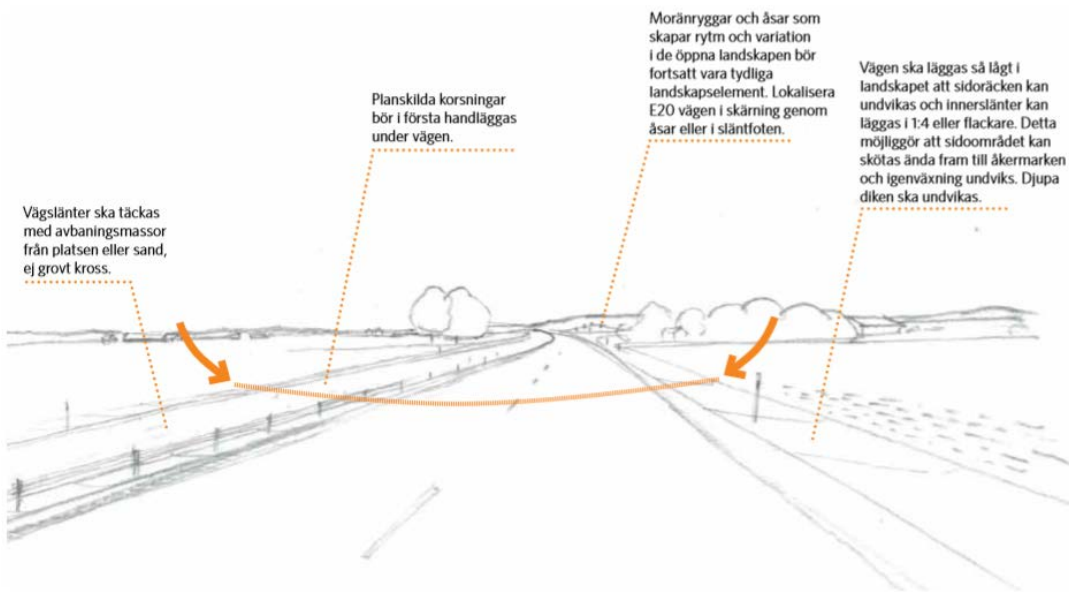 Vägslänter ska täckas
med avbaningsmassor
från platsen eller sand,
ej grovt kross.
Planskilda korsningar
bör i första handläggas
under vägen.
Moränryggar och åsar som
skapar rytm och variation
i de öppna landskapen bör
fortsatt vara tydliga
landskapselement. Lokalisera
E20 vägen i skärning genom
åsar eller i släntfoten.
Vägen ska läggas så lågt i
landskapet att sidoräcken kan
undvikas och innerslänter kan
läggas i 1:4 eller flackare. Detta
möjliggör att sidoområdet kan
skötas ända fram till åkermarken
och igenväxning undviks. Djupa
diken ska undvikas.